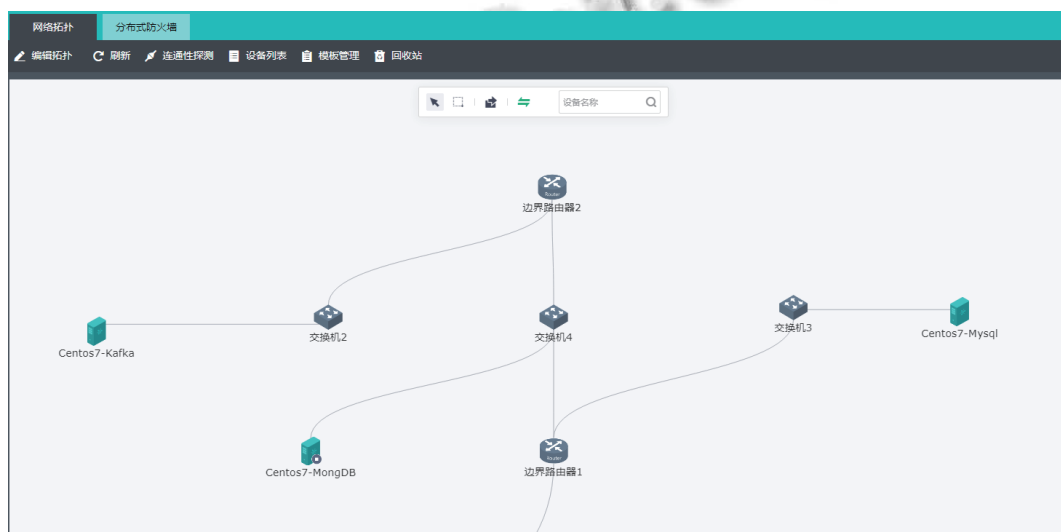 网络拓扑 分布式防火墙
编辑拓扑 刷新 连通性探测 设备列表 模板管理 回收站
设备名称
Router
边界路由器2
交换机2
交换机4
交换机3
Centos7-Kafka
Centos7-Mysql
Router
Centos7-MongDB
边界路由器1